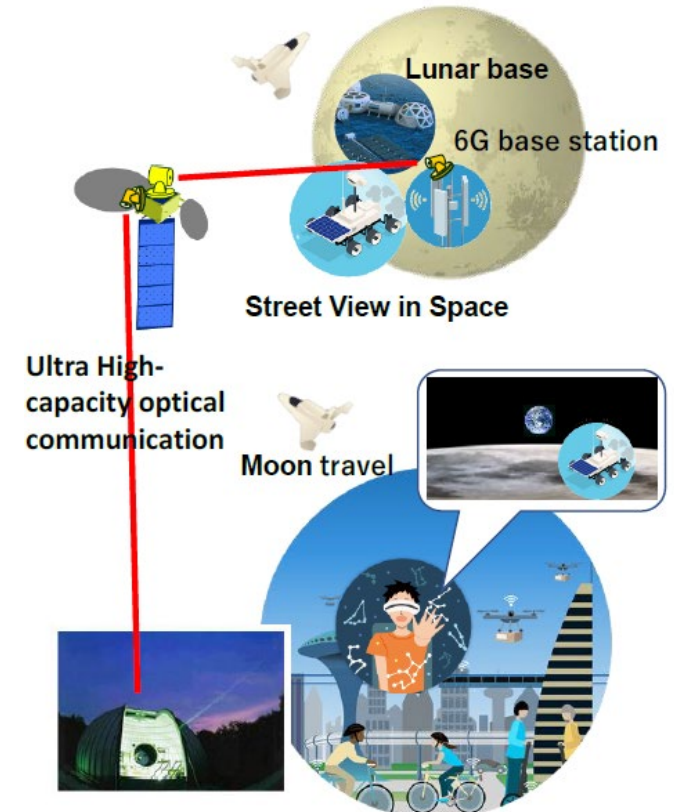 Lunar base
6G base station
Street View in Space
Ultra High-
capacity optical
communication
Moon travel